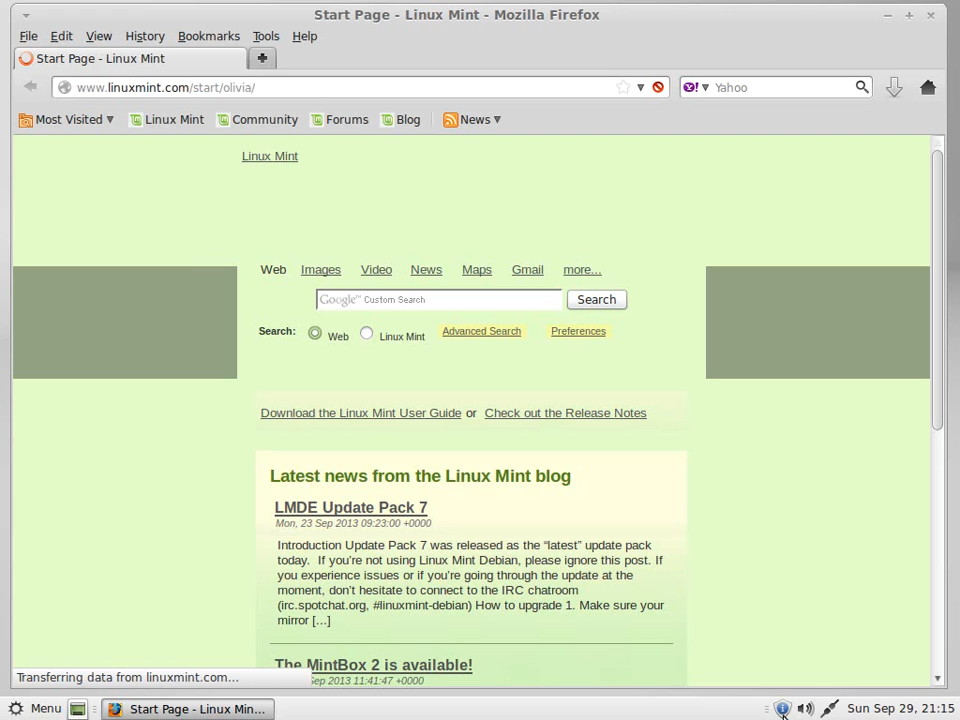 Start Page - Linux Mint - Mozilla Firefox
File Edit View History Bookmarks Tools Help
Start Page - Linux Mint
www.linuxmint.com/start/olivia/
Yahoo
Most Visited Linux Mint Community Forums Blog News
Linux Mint
Web Images Video News Maps Gmail more...
Google™ Custom Search Search
Search: Web Linux Mint Advanced Search Preferences
Download the Linux Mint User Guide or Check out the Release Notes
Latest news from the Linux Mint blog
LMDE Update Pack 7
Mon, 23 Sep 2013 09:23:00 +0000
Introduction Update Pack 7 was released as the “latest” update pack
today. If you’re not using Linux Mint Debian, please ignore this post. If
you experience issues or if you’re going through the update at the
moment, don’t hesitate to connect to the IRC chatroom
(irc.spotchat.org, #linuxmint-debian) How to upgrade 1. Make sure your
mirror [...]
The MintBox 2 is available!
Sep 2013 11:41:47 +0000
Transferring data from linuxmint.com...
Menu Start Page - Linux Min... Sun Sep 29, 21:15